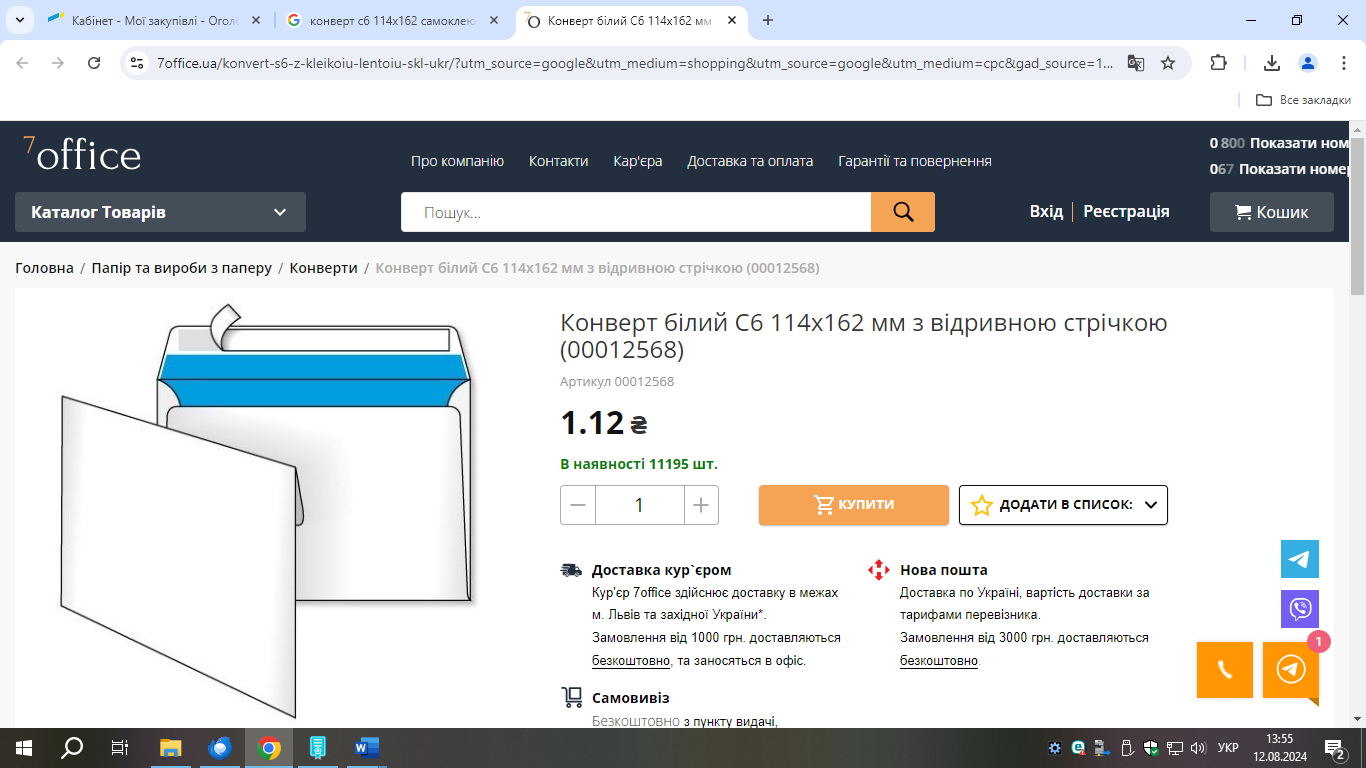 Кабінет - Мої закупівлі - Огол
конверт с6 114х162 самоклею
Конверт білий С6 114х162 мм
7office.ua/konvert-s6-z-kleikoiu-lentoiu-skl-ukr/?utm_source=google&utm_medium=shopping&utm_source=google&utm_medium=cpc&gad_source=1...
Все закладки
7office
Про компанію Контакти Кар'єра Доставка та оплата Гарантії та повернення
0 800 Показати ном
067 Показати номер
Каталог Товарів
Пошук...
Вхід Реєстрація
Кошик
Головна / Папір та вироби з паперу / Конверти / Конверт білий С6 114х162 мм з відривною стрічкою (00012568)
Конверт білий С6 114х162 мм з відривною стрічкою
(00012568)
Артикул 00012568
1.12 ₴
В наявності 11195 шт.
1
КУПИТИ
ДОДАТИ В СПИСОК:
Доставка кур`єром
Кур'єр 7office здійснює доставку в межах
м. Львів та західної України*.
Замовлення від 1000 грн. доставляються
безкоштовно, та заносяться в офіс.
Нова пошта
Доставка по Україні, вартість доставки за
тарифами перевізника.
Замовлення від 3000 грн. доставляються
безкоштовно.
1
Самовивіз
Безкоштовно з пункту видачі,
УКР
13:55
12.08.2024
2